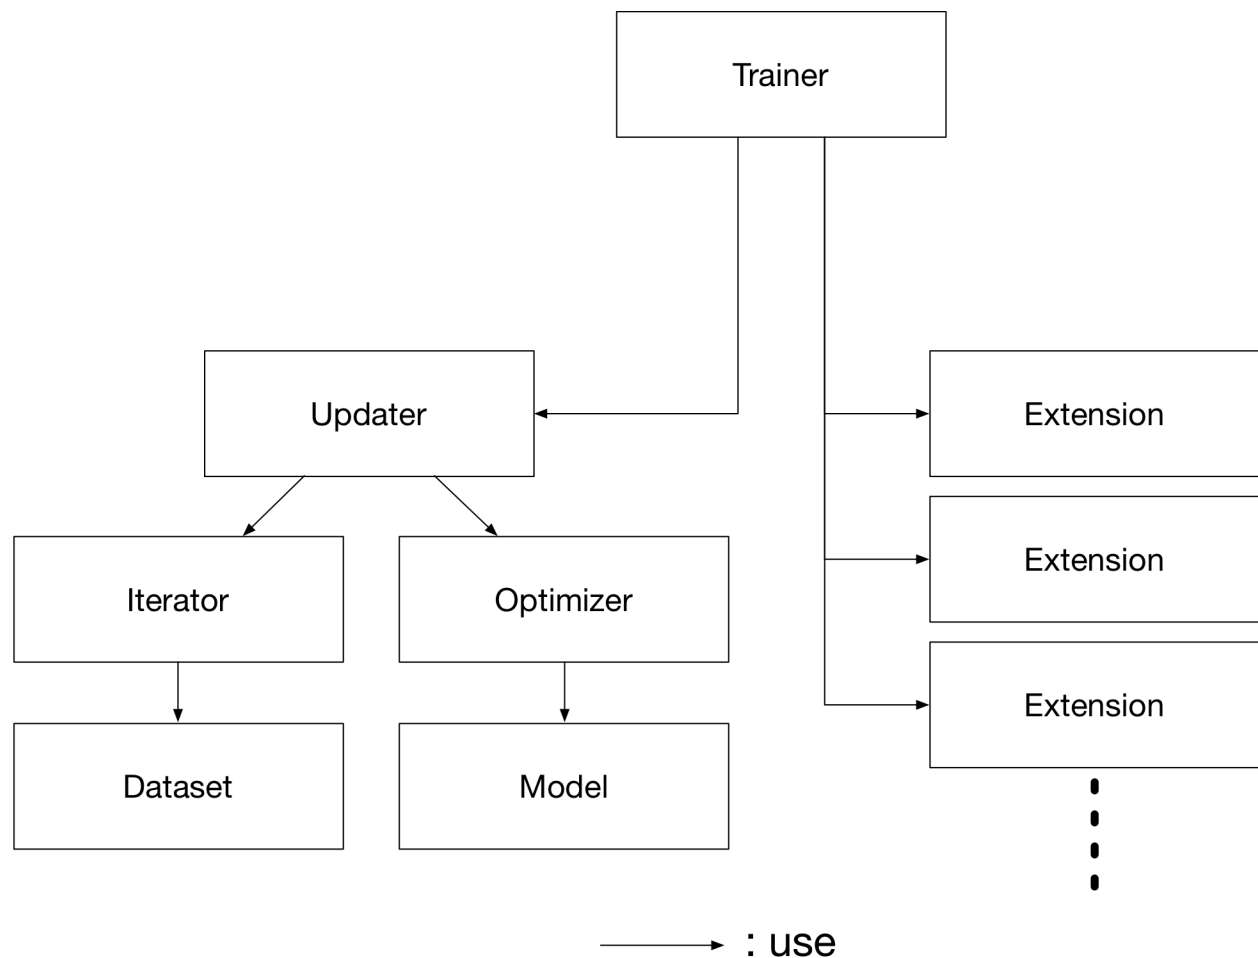 Trainer
Updater
Extension
Iterator
Optimizer
Extension
Extension
Dataset
Model
: use